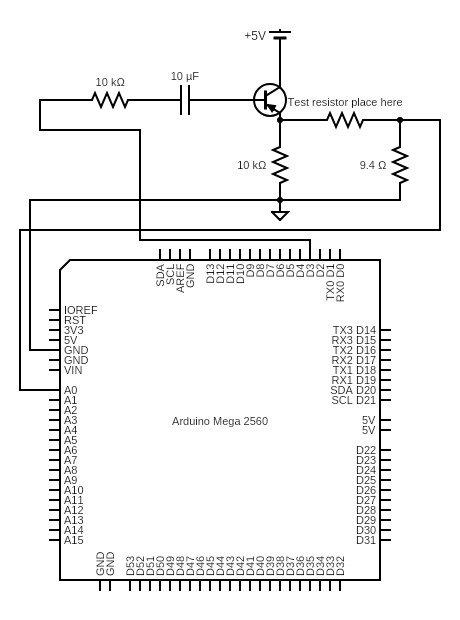 +5V
10 kΩ
10 µF
Test resistor place here
10 kΩ
9.4 Ω
SDA
SCL
AREF
GND
D13
D12
D11
D10
D9
D8
D7
D6
D5
D4
D3
D2
TX0 D1
RX0 D0
IOREF
RST
3V3
5V
GND
GND
VIN
A0
A1
A2
A3
A4
A5
A6
A7
A8
A9
A10
A11
A12
A13
A14
A15
Arduino Mega 2560
TX3 D14
RX3 D15
TX2 D16
RX2 D17
TX1 D18
RX1 D19
SDA D20
SCL D21
5V
5V
D22
D23
D24
D25
D26
D27
D28
D29
D30
D31
GND
GND
D53
D52
D51
D50
D49
D48
D47
D46
D45
D44
D43
D42
D41
D40
D39
D38
D37
D36
D35
D34
D33
D32